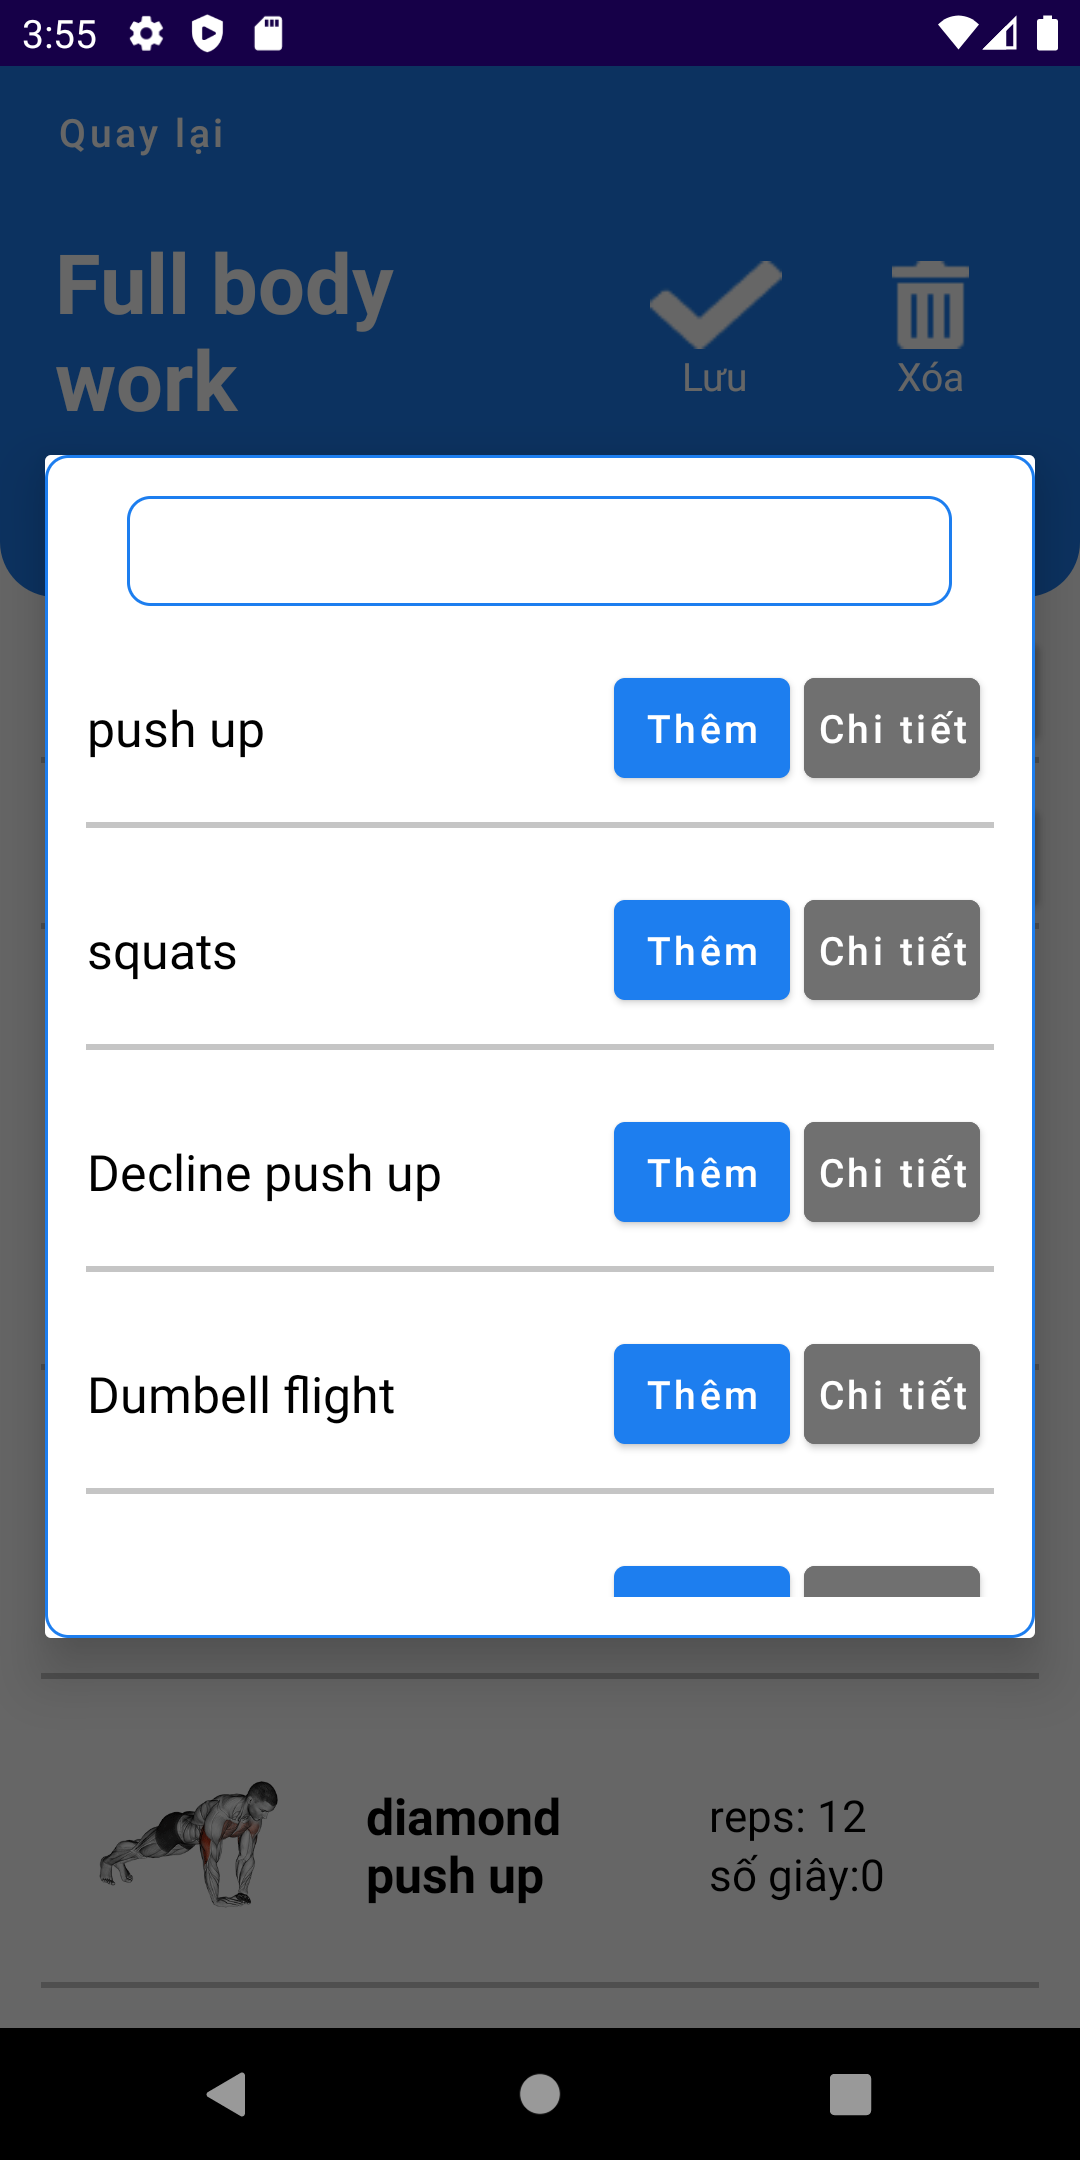 3:55
Quay lại
Full body
work
Lưu
Xóa
push up
Thêm
Chi tiết
squats
Thêm
Chi tiết
Decline push up
Thêm
Chi tiết
Dumbell flight
Thêm
Chi tiết
diamond
push up
reps: 12
số giây:0